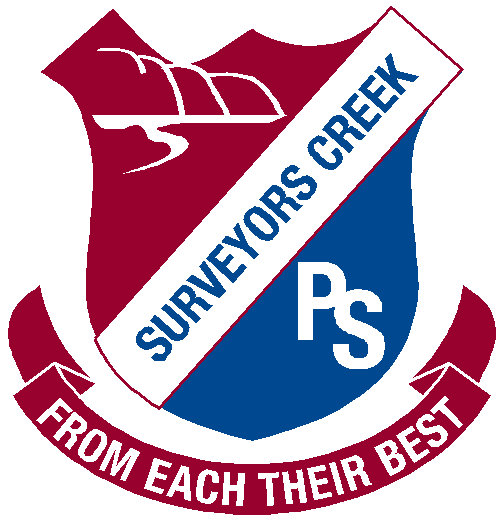 SURVEYORS CREEK
PS
FROM EACH THEIR BEST